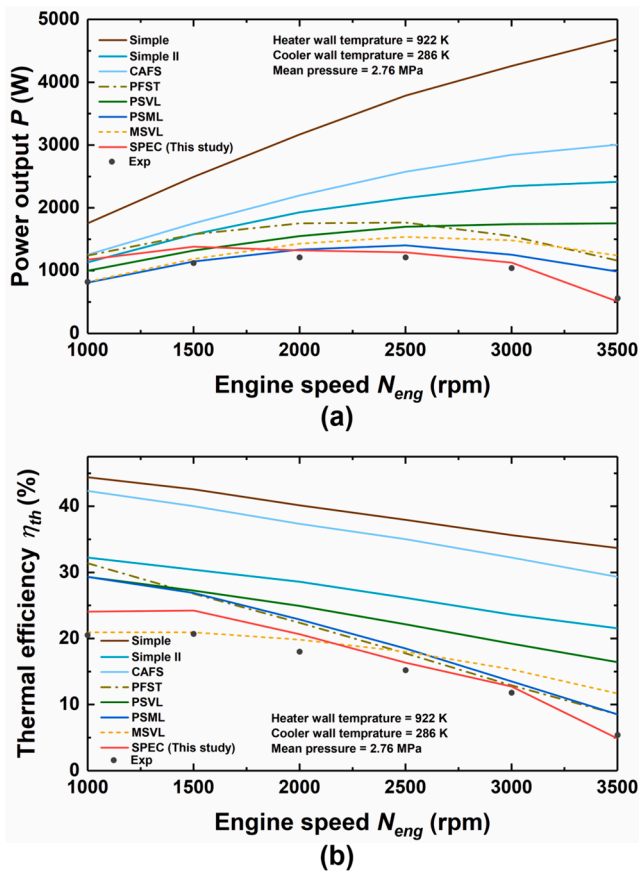 5000
4000
3000
2000
1000
0
Power output P (W)
Simple
Simple II
CAFS
PFST
PSVL
PSML
MSVL
SPEC (This study)
Exp
Heater wall temprature = 922 K
Cooler wall temprature = 286 K
Mean pressure = 2.76 MPa
1000 1500 2000 2500 3000 3500
Engine speed Neng (rpm)
(a)
40
30
20
10
0
Thermal efficiency ηth (%)
Simple
Simple II
CAFS
PFST
PSVL
PSML
MSVL
SPEC (This study)
Exp
Heater wall temprature = 922 K
Cooler wall temprature = 286 K
Mean pressure = 2.76 MPa
1000 1500 2000 2500 3000 3500
Engine speed Neng (rpm)
(b)